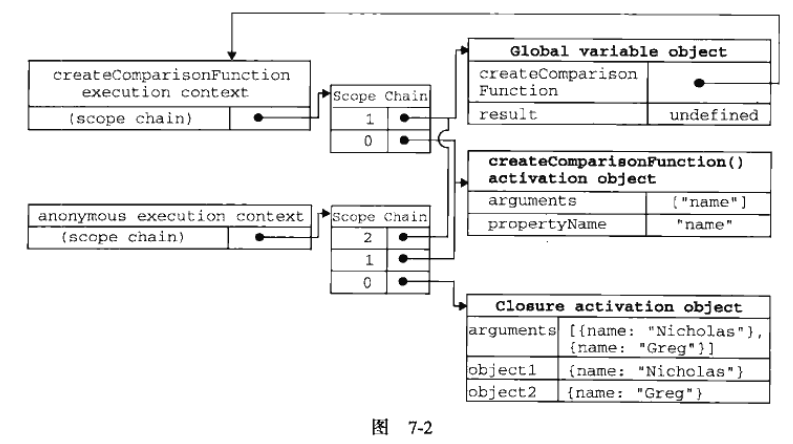 Global variable object
createComparison
Function
result undefined
createComparisonFunction
execution context
(scope chain)
Scope Chain
1
0
createComparisonFunction()
activation object
arguments ["name"]
propertyName "name"
anonymous execution context
(scope chain)
Scope Chain
2
1
0
Closure activation object
arguments [{name: "Nicholas"},
{name: "Greg"}]
object1 {name: "Nicholas"}
object2 {name: "Greg"}
图 7-2